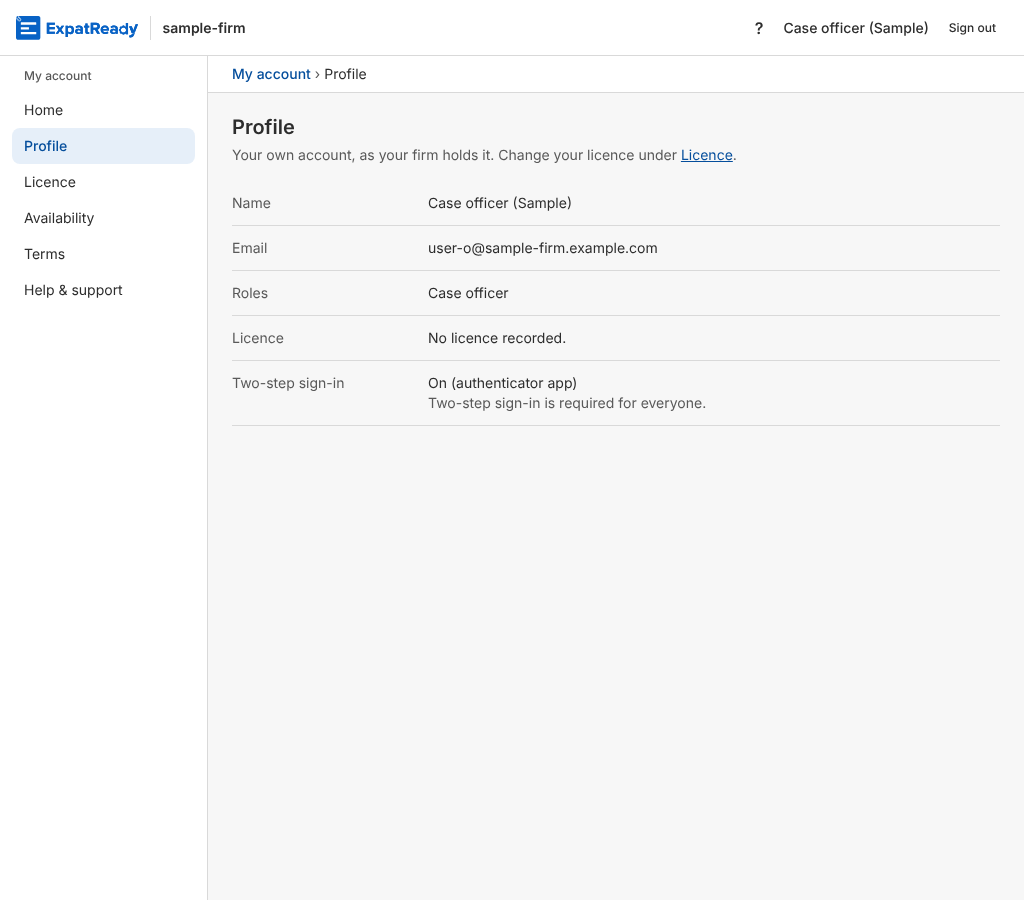 ExpatReady
sample-firm
?
Case officer (Sample)
Sign out
My account
Home
Profile
Licence
Availability
Terms
Help & support
My account › Profile
Profile
Your own account, as your firm holds it. Change your licence under Licence.
Name
Case officer (Sample)
Email
user-o@sample-firm.example.com
Roles
Case officer
Licence
No licence recorded.
Two-step sign-in
On (authenticator app)
Two-step sign-in is required for everyone.